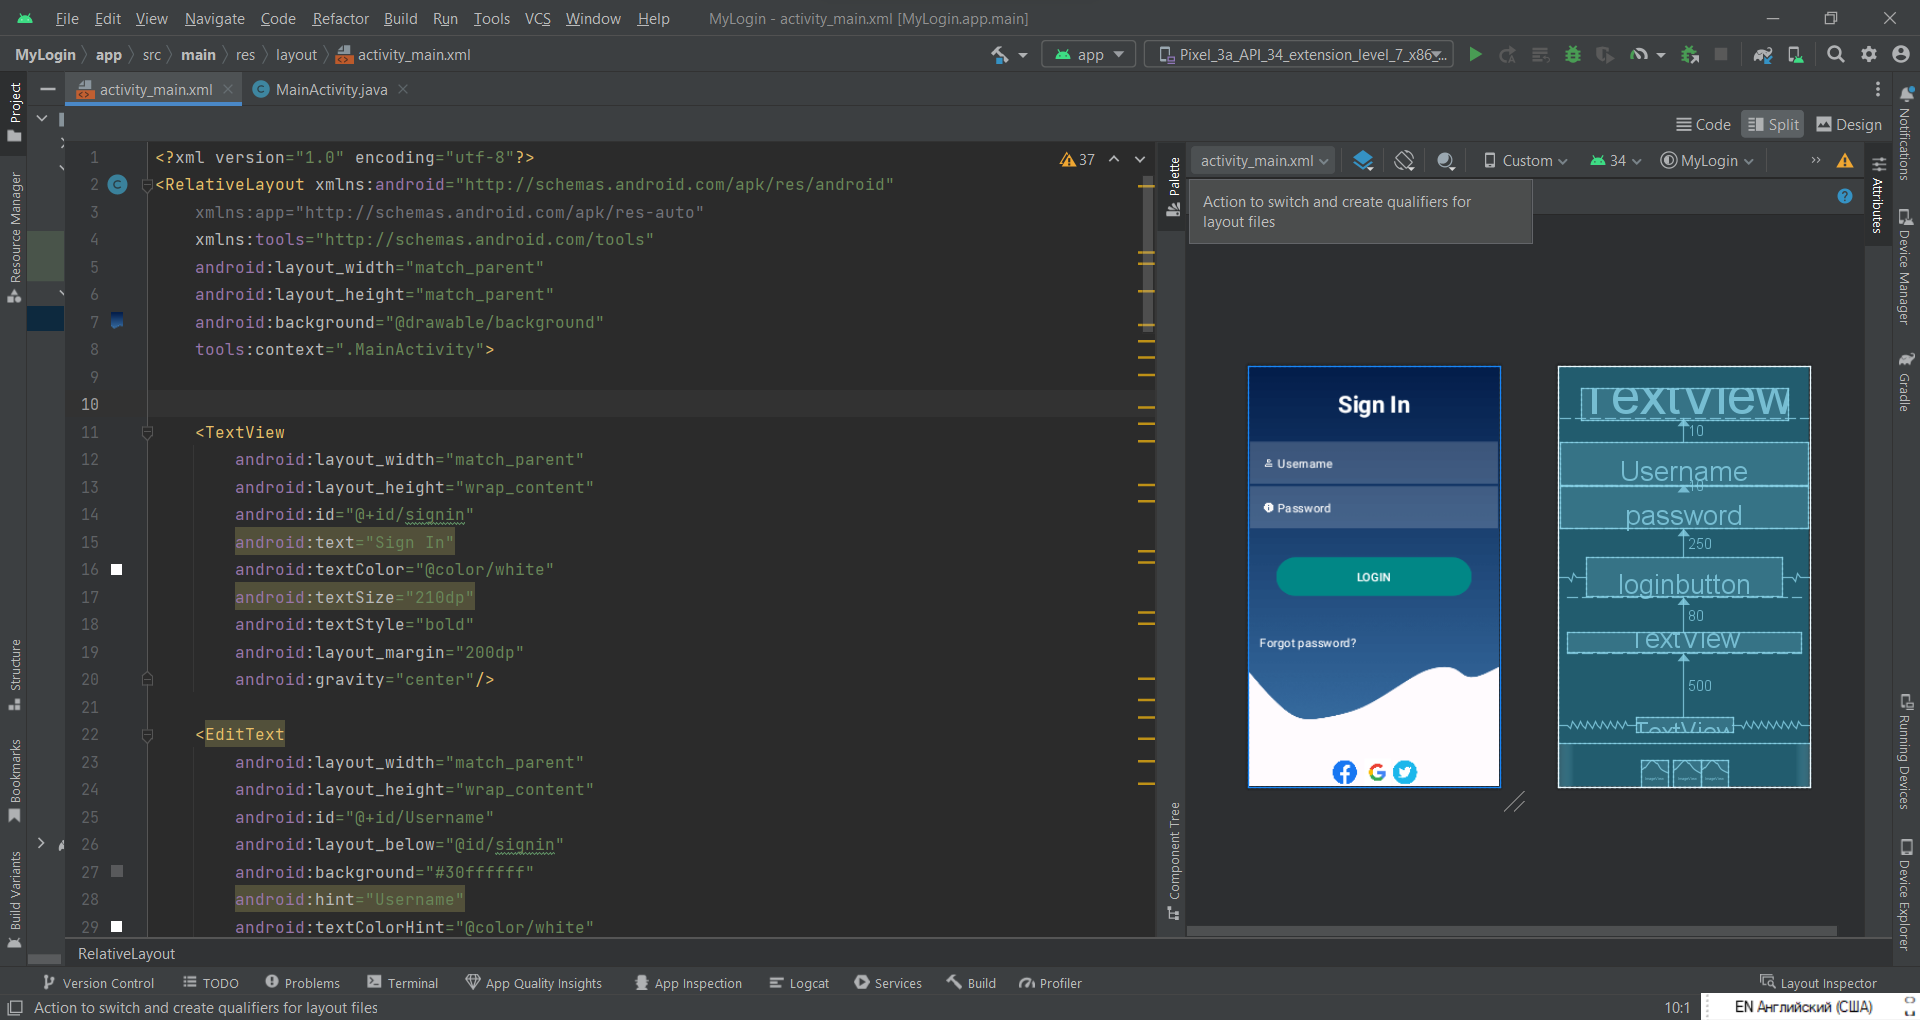 File Edit View Navigate Code Refactor Build Run Tools VCS Window Help MyLogin - activity_main.xml [MyLogin.app.main]
MyLogin app src main res layout activity_main.xml app Pixel_3a_API_34_extension_level_7_x86...
activity_main.xml MainActivity.java
Code Split Design
activity_main.xml Custom 34 MyLogin
Action to switch and create qualifiers for
layout files
37
1 <?xml version="1.0" encoding="utf-8"?>
2 <RelativeLayout xmlns:android="http://schemas.android.com/apk/res/android"
3 xmlns:app="http://schemas.android.com/apk/res-auto"
4 xmlns:tools="http://schemas.android.com/tools"
5 android:layout_width="match_parent"
6 android:layout_height="match_parent"
7 android:background="@drawable/background"
8 tools:context=".MainActivity">
9
10
11 <TextView
12 android:layout_width="match_parent"
13 android:layout_height="wrap_content"
14 android:id="@+id/signin"
15 android:text="Sign In"
16 android:textColor="@color/white"
17 android:textSize="210dp"
18 android:textStyle="bold"
19 android:layout_margin="200dp"
20 android:gravity="center"/>
21
22 <EditText
23 android:layout_width="match_parent"
24 android:layout_height="wrap_content"
25 android:id="@+id/Username"
26 android:layout_below="@id/signin"
27 android:background="#30ffffff"
28 android:hint="Username"
29 android:textColorHint="@color/white"
Project
Resource Manager
Structure
Bookmarks
Build Variants
Palette
Component Tree
Sign In
Username
Password
LOGIN
Forgot password?
TextView
10
Username
10
password
250
loginbutton
80
TextView
500
TextView
Attributes
Notifications
Device Manager
Gradle
Running Devices
Device Explorer
RelativeLayout
Version Control TODO Problems Terminal App Quality Insights App Inspection Logcat Services Build Profiler Layout Inspector
Action to switch and create qualifiers for layout files 10:1 EN Английский (США)